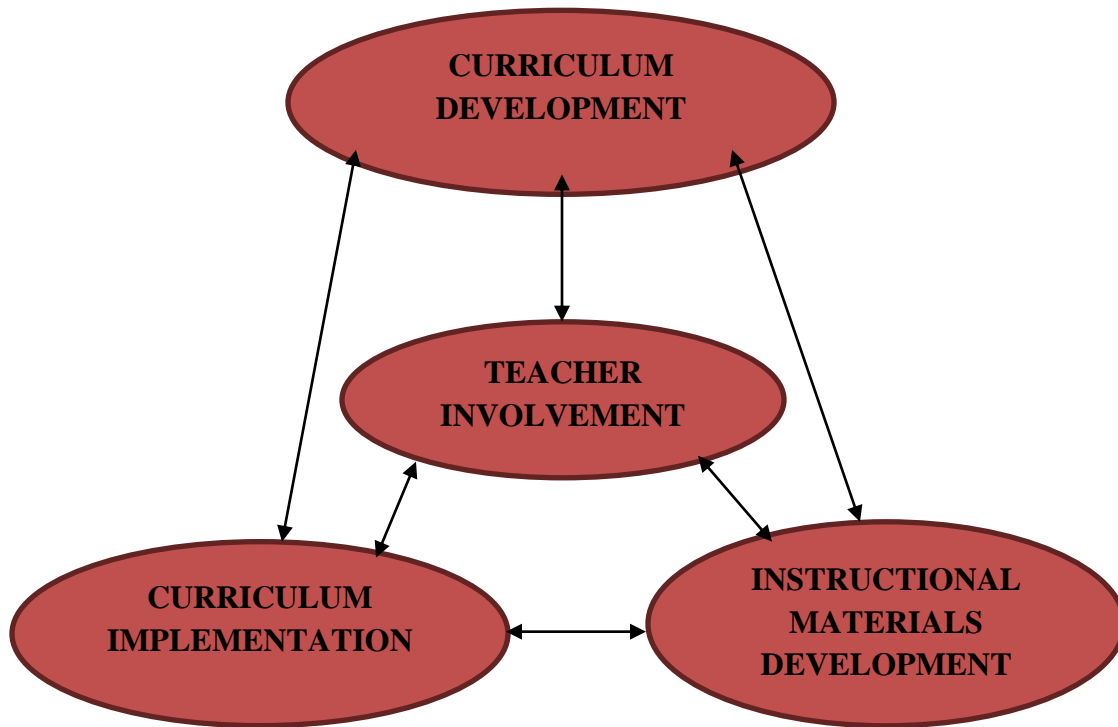 CURRICULUM
DEVELOPMENT
TEACHER
INVOLVEMENT
CURRICULUM
IMPLEMENTATION
INSTRUCTIONAL
MATERIALS
DEVELOPMENT